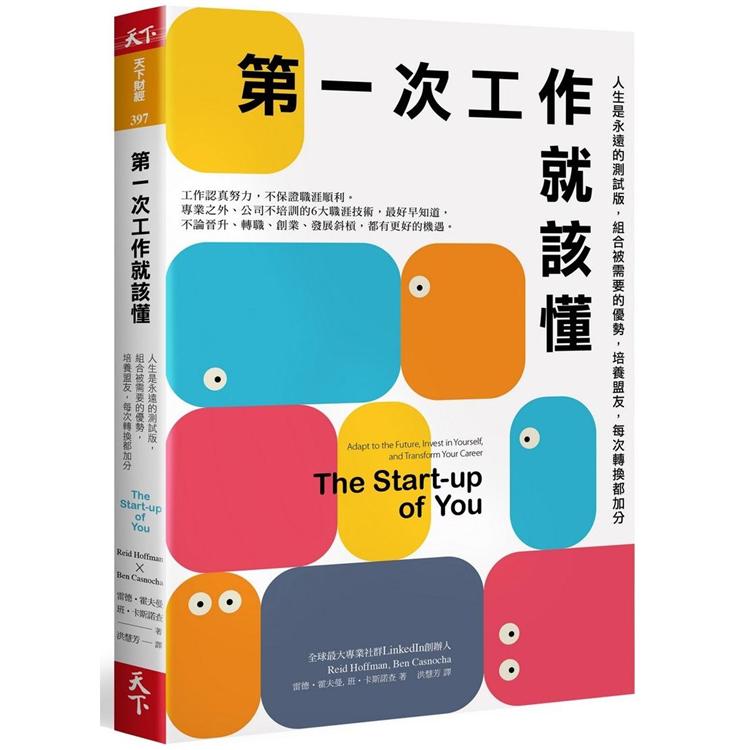 天下
天下財經
397
第一次工作就該懂
人生是永遠的測試版，
組合被需要的優勢，
培養盟友，每次轉換都加分
The
Start-up
of
You
Reid Hoffman
×
Ben Casnocha
雷德・霍夫曼
班・卡斯諾查
著
洪慧芳
譯
天下
第一次工作就該懂
人生是永遠的測試版，組合被需要的優勢，培養盟友，每次轉換都加分
工作認真努力，不保證職涯順利。
專業之外、公司不培訓的6大職涯技術，最好早知道，
不論晉升、轉職、創業、發展斜槓，都有更好的機遇。
Adapt to the Future, Invest in Yourself,
and Transform Your Career
The Start-up
of You
全球最大專業社群LinkedIn創辦人
Reid Hoffman, Ben Casnocha
雷德・霍夫曼, 班・卡斯諾查 著 洪慧芳 譯